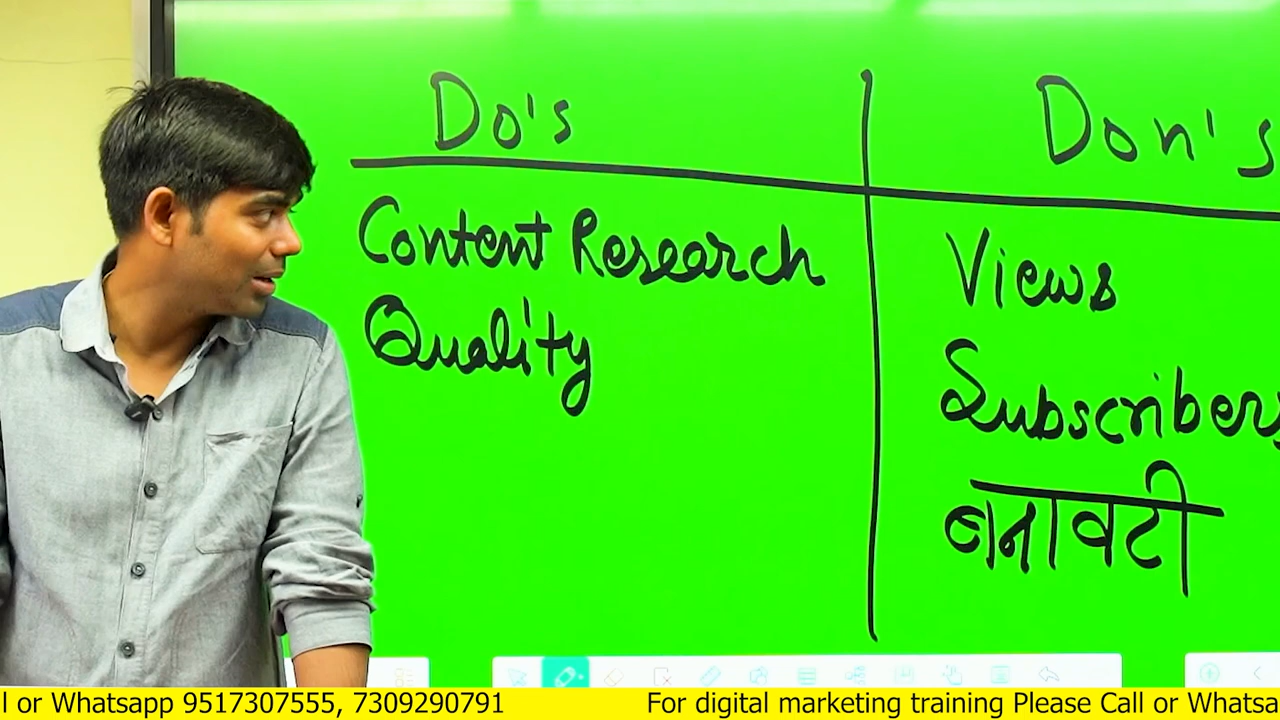 Do's
Don's
Content Research
Quality
Views
Subscribers
बनावटी
l or Whatsapp 9517307555, 7309290791
For digital marketing training Please Call or Whatsa